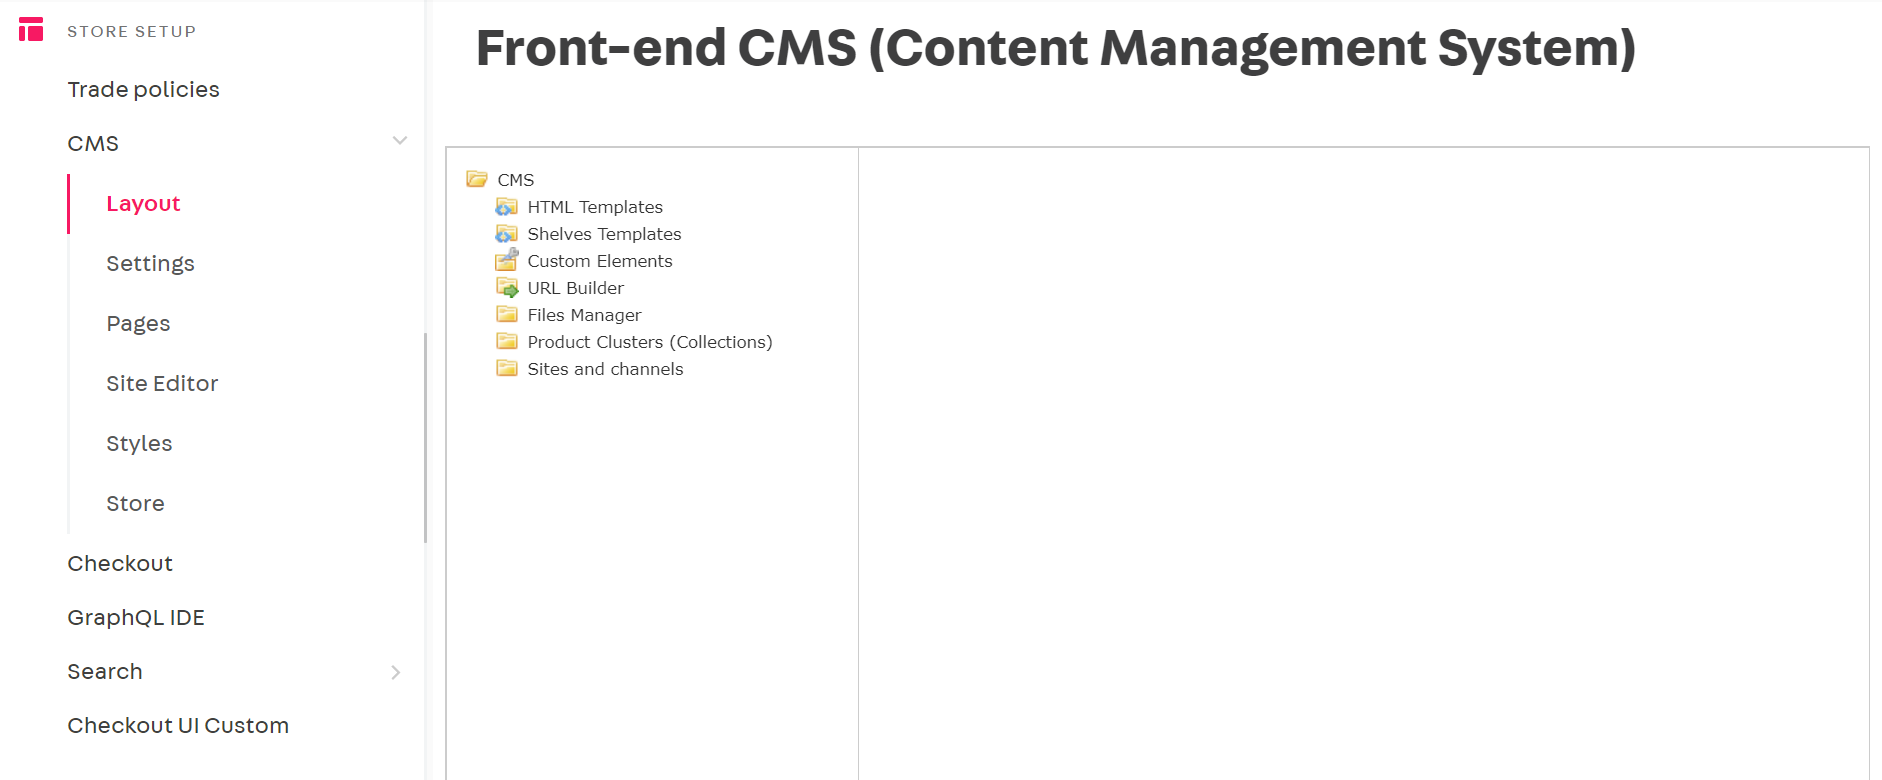 STORE SETUP
Trade policies
CMS
Layout
Settings
Pages
Site Editor
Styles
Store
Checkout
GraphQL IDE
Search
Checkout UI Custom
Front-end CMS (Content Management System)
CMS
HTML Templates
Shelves Templates
Custom Elements
URL Builder
Files Manager
Product Clusters (Collections)
Sites and channels